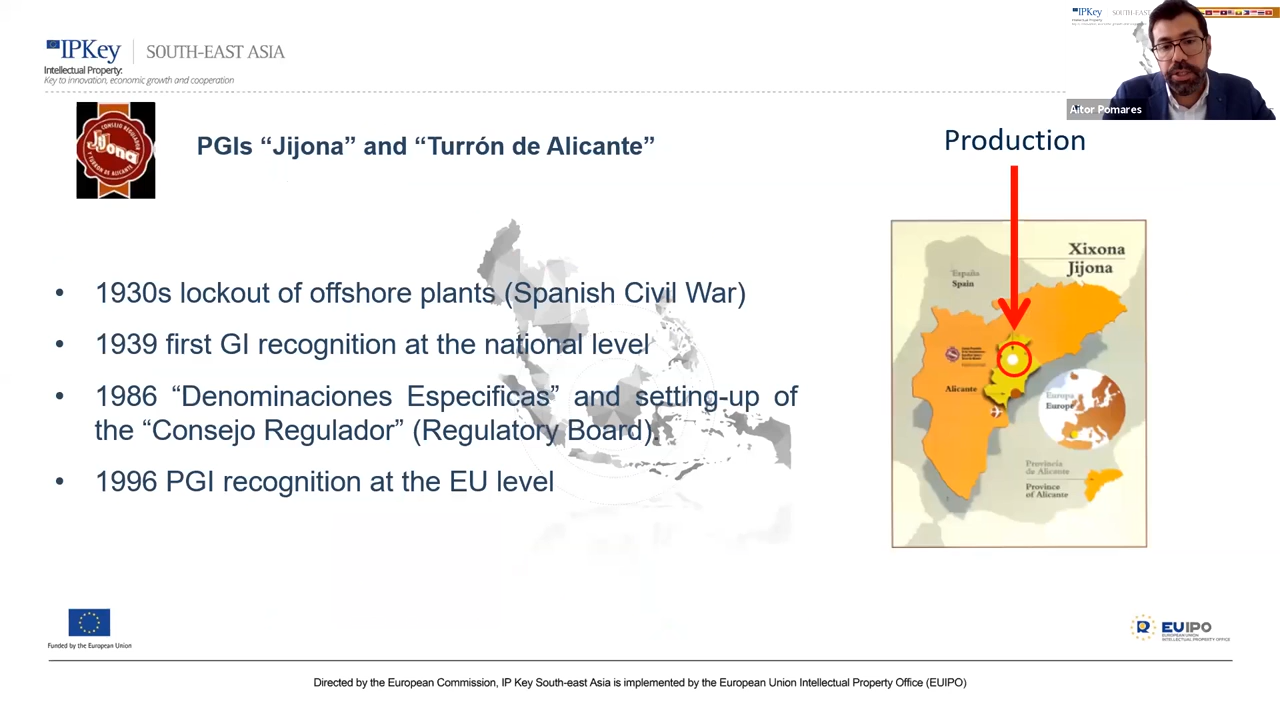 IPKey
SOUTH-EAST ASIA
Intellectual Property:
Key to innovation, economic growth and cooperation
IPKey
Aitor Pomares
Jijona
PGIs “Jijona” and “Turrón de Alicante”
Production
• 1930s lockout of offshore plants (Spanish Civil War)
• 1939 first GI recognition at the national level
• 1986 “Denominaciones Especificas” and setting-up of
the “Consejo Regulador” (Regulatory Board).
• 1996 PGI recognition at the EU level
Xixona
Jijona
España
Spain
Alicante
Europa
Europe
Província
de Alicante
Province
of Alicante
Funded by the European Union
EUIPO
EUROPEAN UNION
INTELLECTUAL PROPERTY OFFICE
Directed by the European Commission, IP Key South-east Asia is implemented by the European Union Intellectual Property Office (EUIPO)